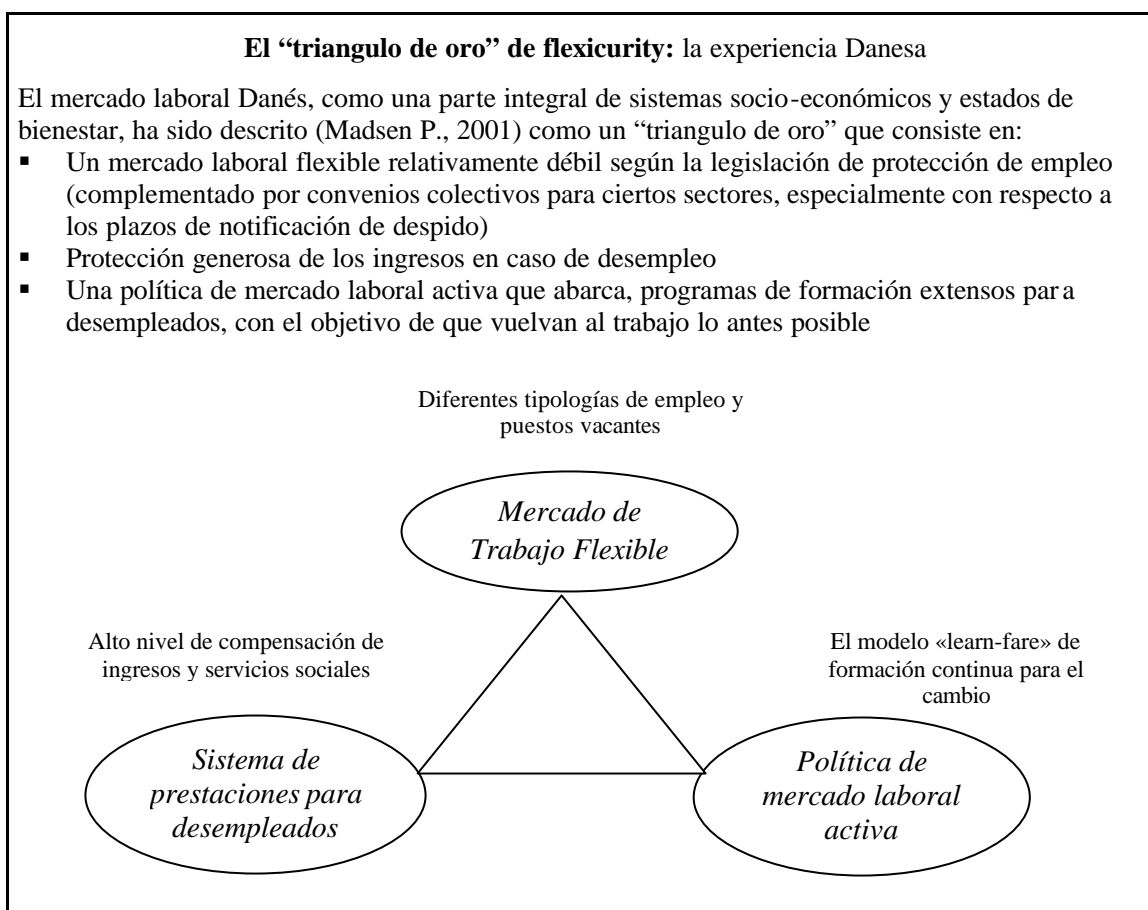 El “triangulo de oro” de flexicurity: la experiencia Danesa
El mercado laboral Danés, como una parte integral de sistemas socio-económicos y estados de
bienestar, ha sido descrito (Madsen P., 2001) como un “triangulo de oro” que consiste en:
▪ Un mercado laboral flexible relativamente débil según la legislación de protección de empleo
(complementado por convenios colectivos para ciertos sectores, especialmente con respecto a
los plazos de notificación de despido)
▪ Protección generosa de los ingresos en caso de desempleo
▪ Una política de mercado laboral activa que abarca, programas de formación extensos para
desempleados, con el objetivo de que vuelvan al trabajo lo antes posible
Diferentes tipologías de empleo y
puestos vacantes
Mercado de
Trabajo Flexible
Alto nivel de compensación de
ingresos y servicios sociales
El modelo «learn-fare» de
formación continua para el
cambio
Sistema de
prestaciones para
desempleados
Política de
mercado laboral
activa